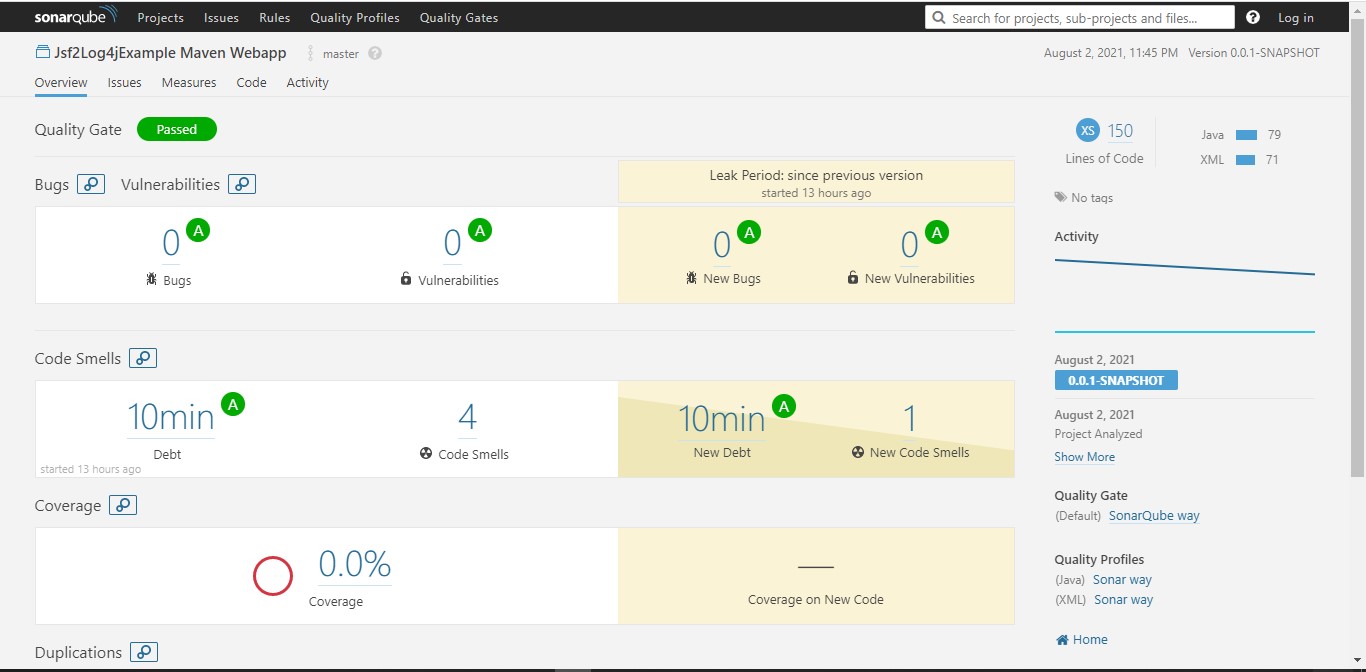 sonarqube Projects Issues Rules Quality Profiles Quality Gates Search for projects, sub-projects and files... ? Log in
Jsf2Log4jExample Maven Webapp master ? August 2, 2021, 11:45 PM Version 0.0.1-SNAPSHOT
Overview Issues Measures Code Activity
Quality Gate Passed
Bugs Vulnerabilities
Leak Period: since previous version
started 13 hours ago
0 A 0 A 0 A 0 A
Bugs Vulnerabilities New Bugs New Vulnerabilities
Code Smells
10min A 4 10min A 1
Debt Code Smells New Debt New Code Smells
started 13 hours ago
Coverage
0.0% —
Coverage Coverage on New Code
Duplications
XS 150
Lines of Code
Java 79
XML 71
No tags
Activity
August 2, 2021
0.0.1-SNAPSHOT
August 2, 2021
Project Analyzed
Show More
Quality Gate
(Default) SonarQube way
Quality Profiles
(Java) Sonar way
(XML) Sonar way
Home